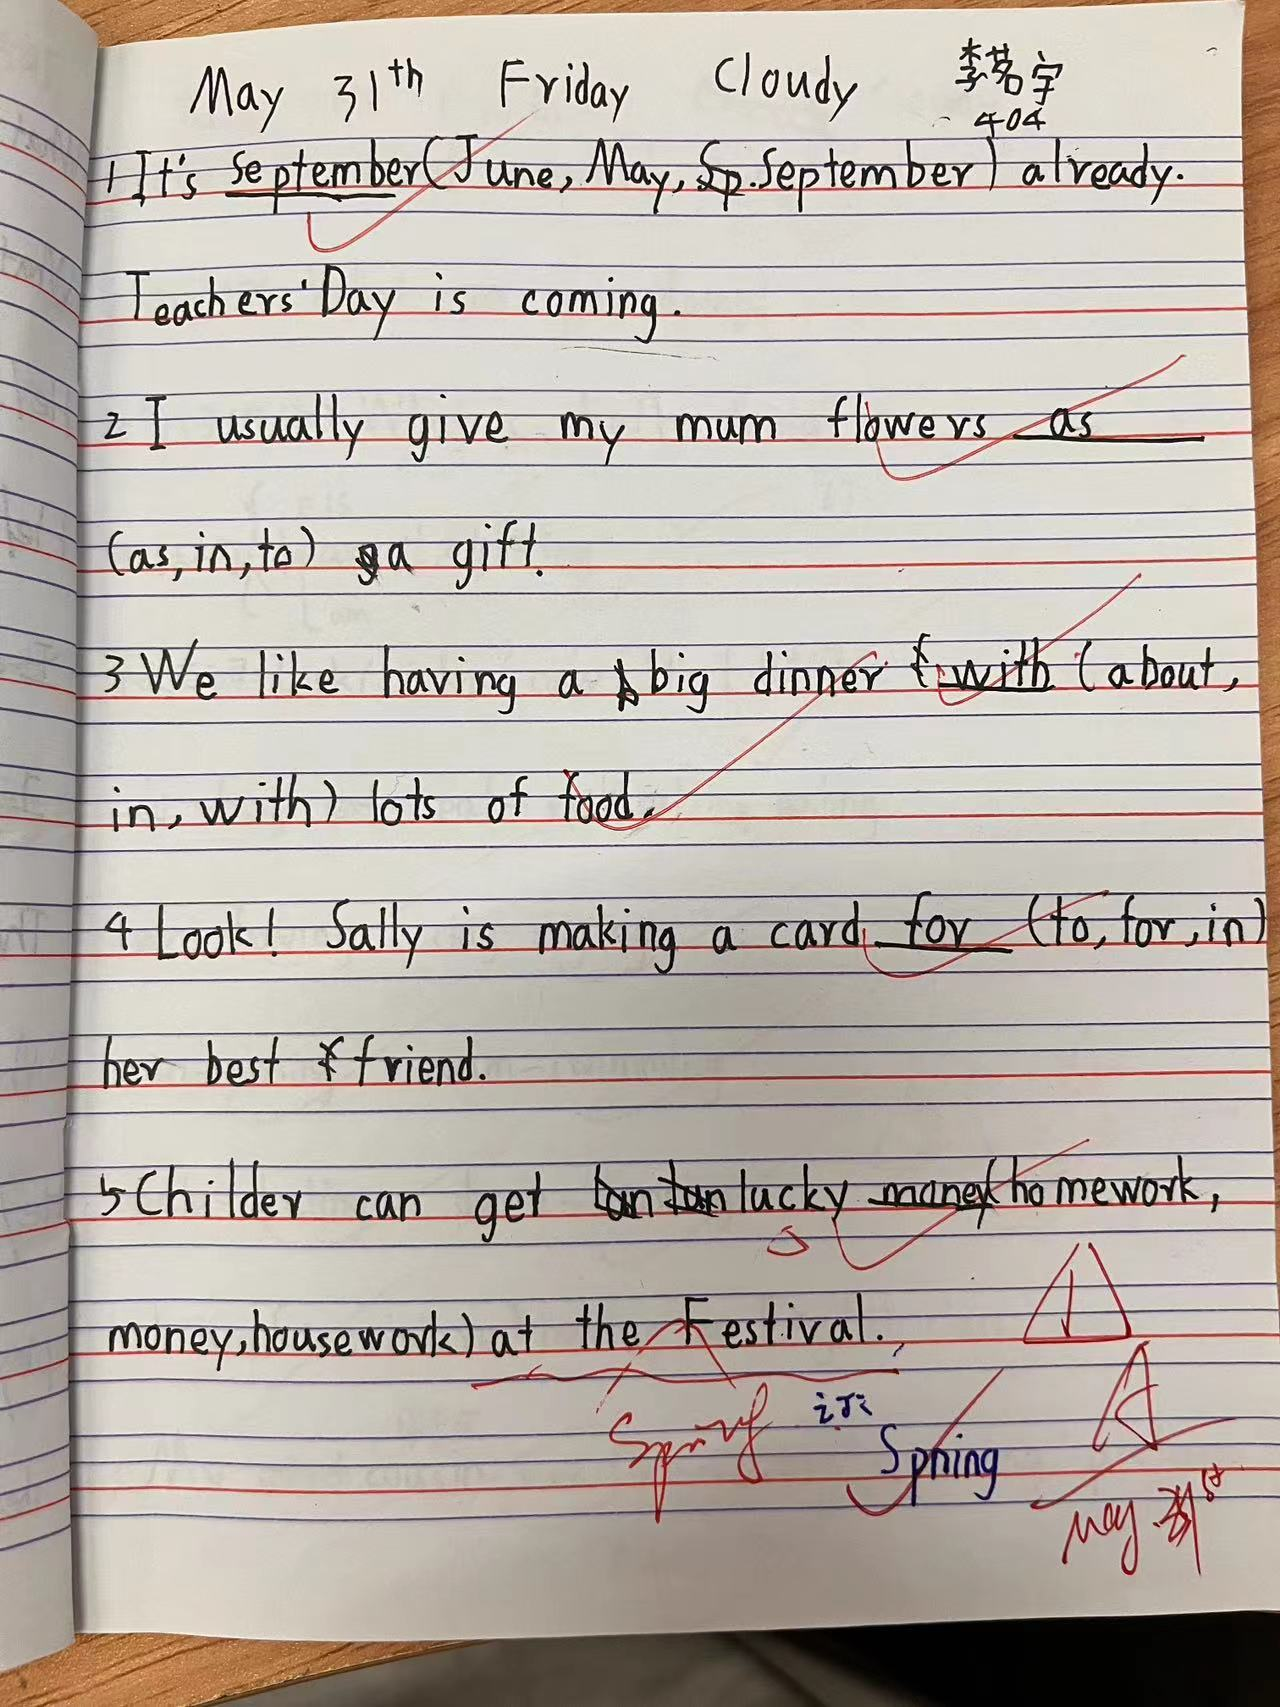 May 31th Friday Cloudy 李茗宇
404
1 It's September(June, May, Sp. September) already.
Teachers' Day is coming.
2 I usually give my mum flowers as
(as, in, to) a gift.
3 We like having a big dinner with (about,
in, with) lots of food.
4 Look! Sally is making a card for (to, for, in)
her best friend.
5 Childer can get lucky money(homework,
money, housework) at the Festival.
Spring 订: Spring
May 31st